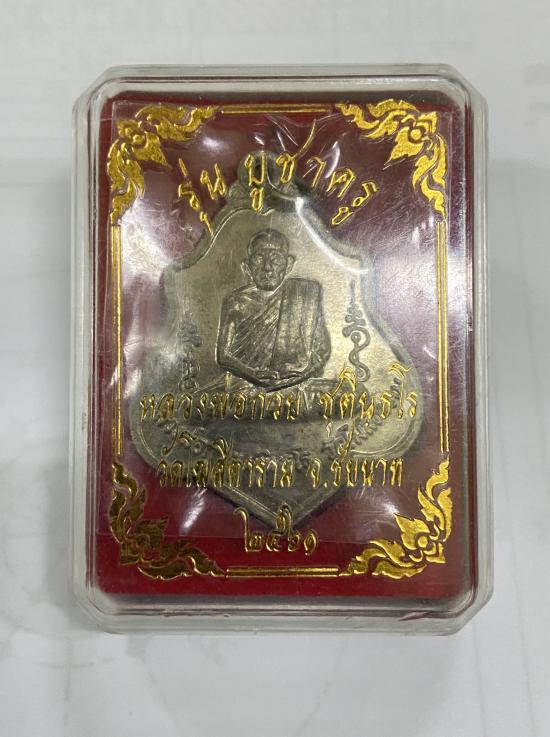 รุ่น บูชาครู
หลวงพ่อกวย ชุตินฺธโร
วัดโฆสิตาราม จ.ชัยนาท
๒๕๖๑